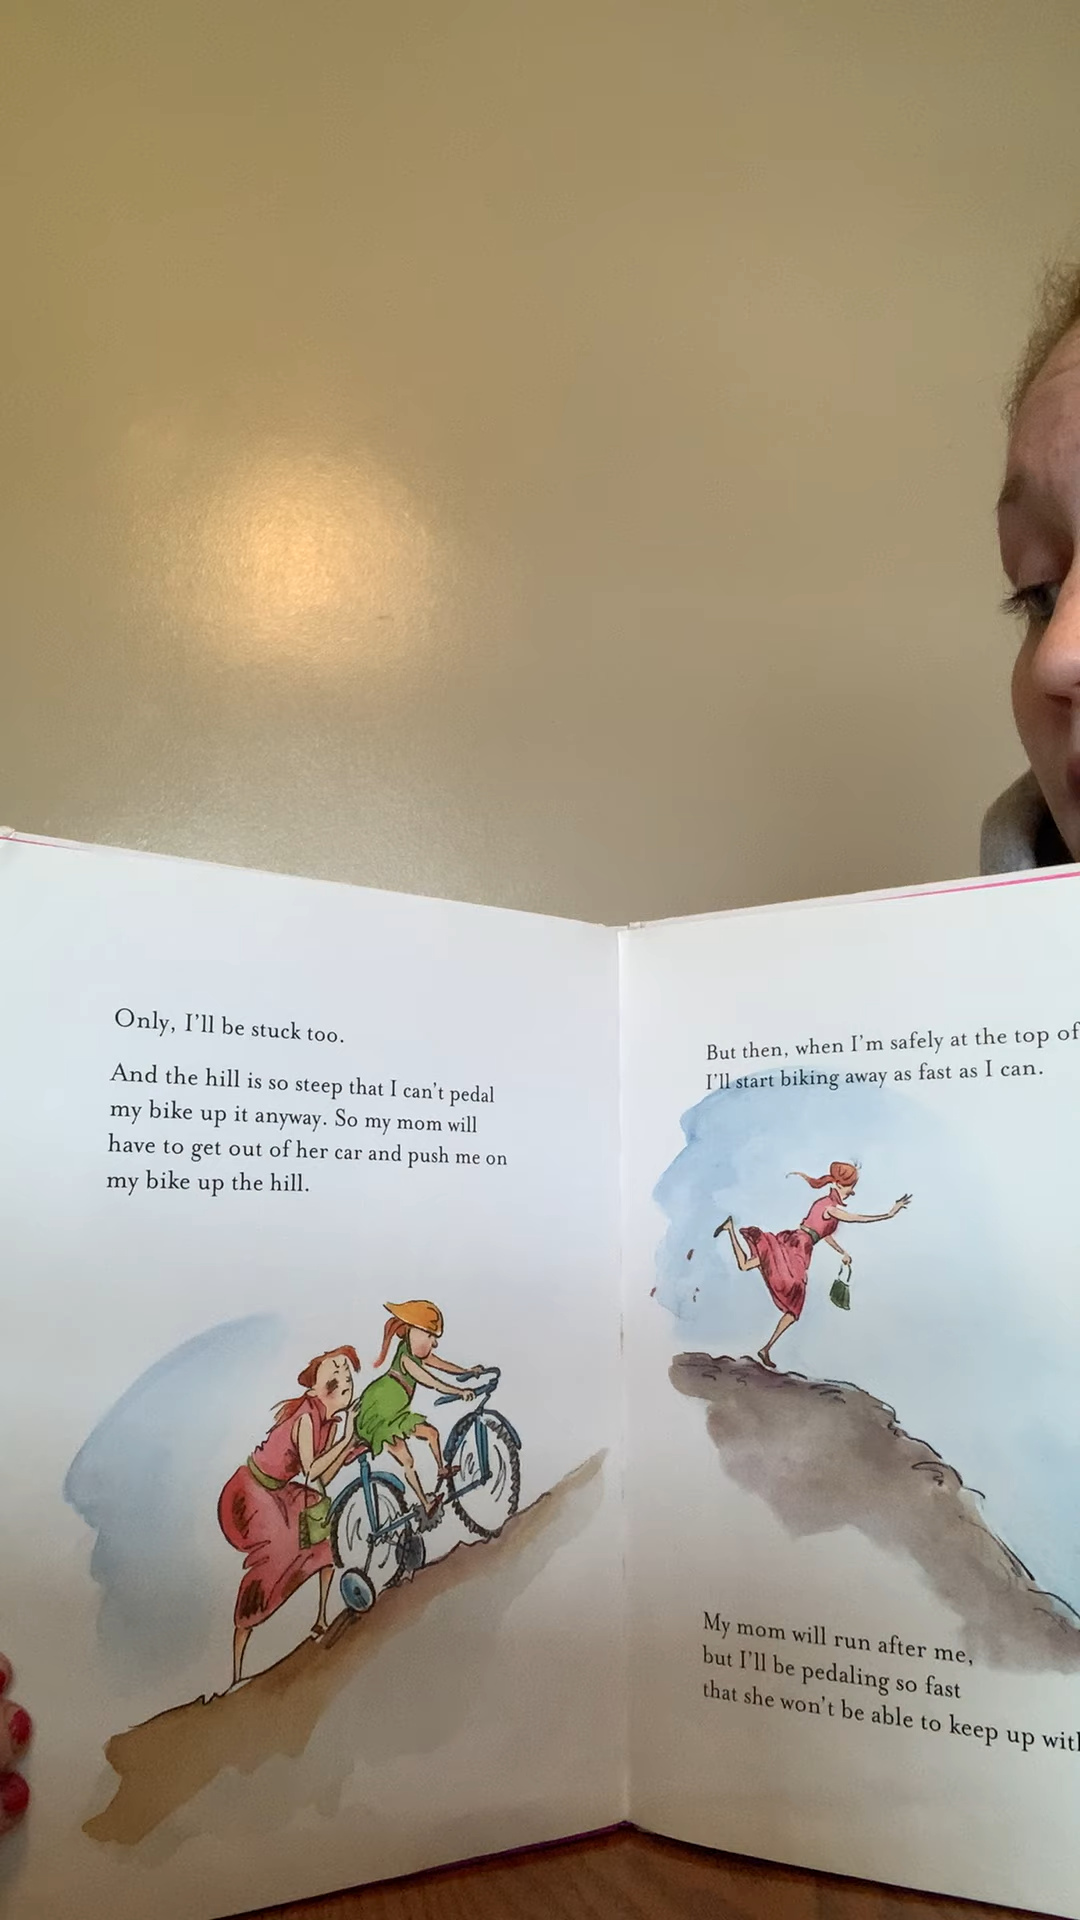 Only, I'll be stuck too.
And the hill is so steep that I can't pedal
my bike up it anyway. So my mom will
have to get out of her car and push me on
my bike up the hill.
But then, when I'm safely at the top of
I'll start biking away as fast as I can.
My mom will run after me,
but I'll be pedaling so fast
that she won't be able to keep up with